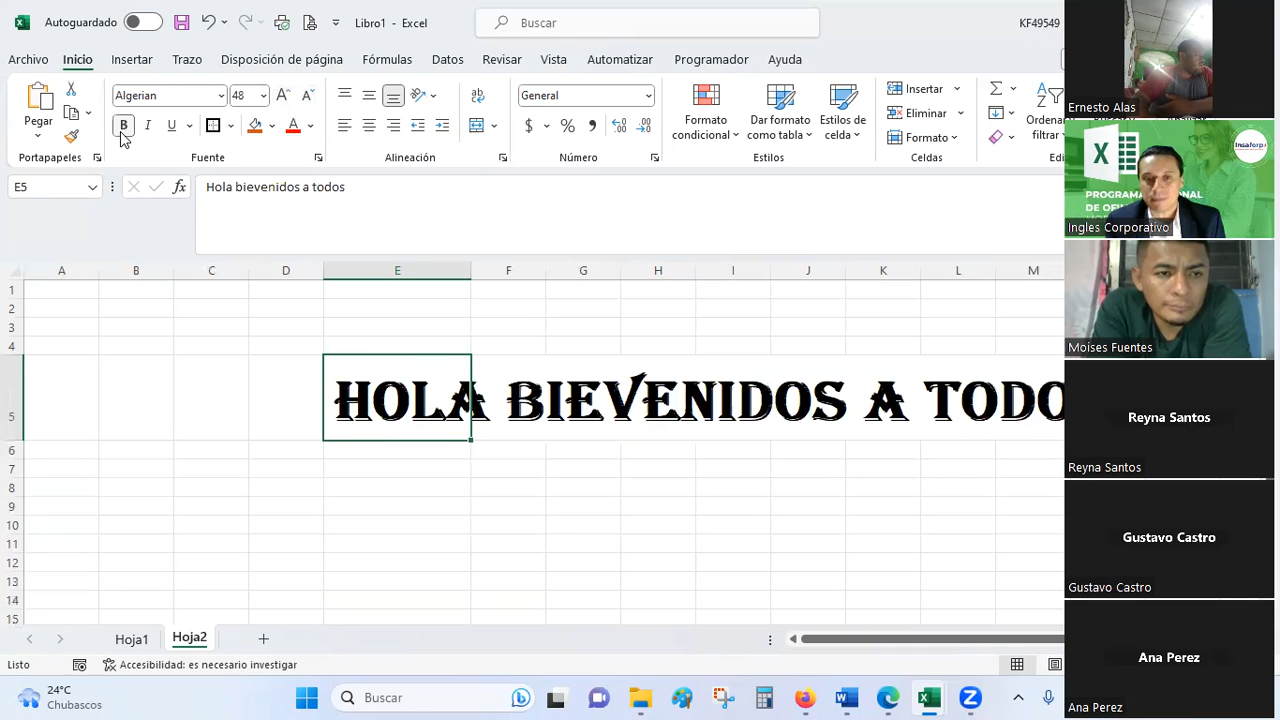 Autoguardado
Libro1 - Excel
Buscar
KF49549
Archivo Inicio Insertar Trazo Disposición de página Fórmulas Datos Revisar Vista Automatizar Programador Ayuda
Pegar
Portapapeles
Algerian 48
B I U
Fuente
Alineación
General
$ % 000
Número
Formato condicional
Dar formato como tabla
Estilos de celda
Estilos
Insertar
Eliminar
Formato
Celdas
E5
fx
Hola bievenidos a todos
A B C D E F G H I J K L M
1
2
3
4
5 HOLA BIEVENIDOS A TODO
6
7
8
9
10
11
12
13
14
15
Hoja1 Hoja2
Listo
Accesibilidad: es necesario investigar
24°C
Chubascos
Buscar
Ernesto Alas
Insaforp
Ingles Corporativo
Moises Fuentes
Reyna Santos
Reyna Santos
Gustavo Castro
Gustavo Castro
Ana Perez
Ana Perez